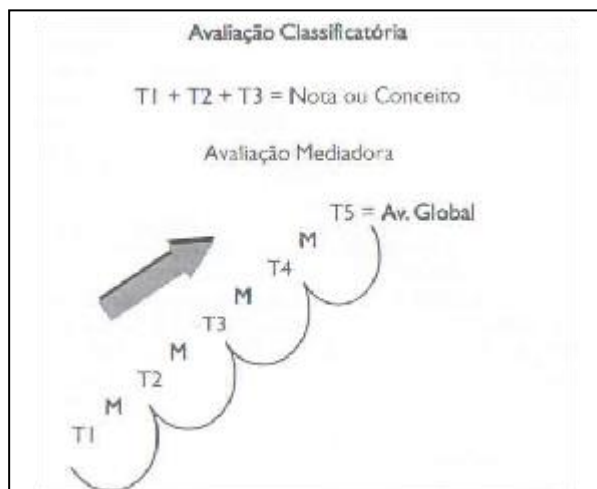 Avaliação Classificatória
T1 + T2 + T3 = Nota ou Conceito
Avaliação Mediadora
T5 = Av. Global
M
T4
M
T3
M
T2
M
T1